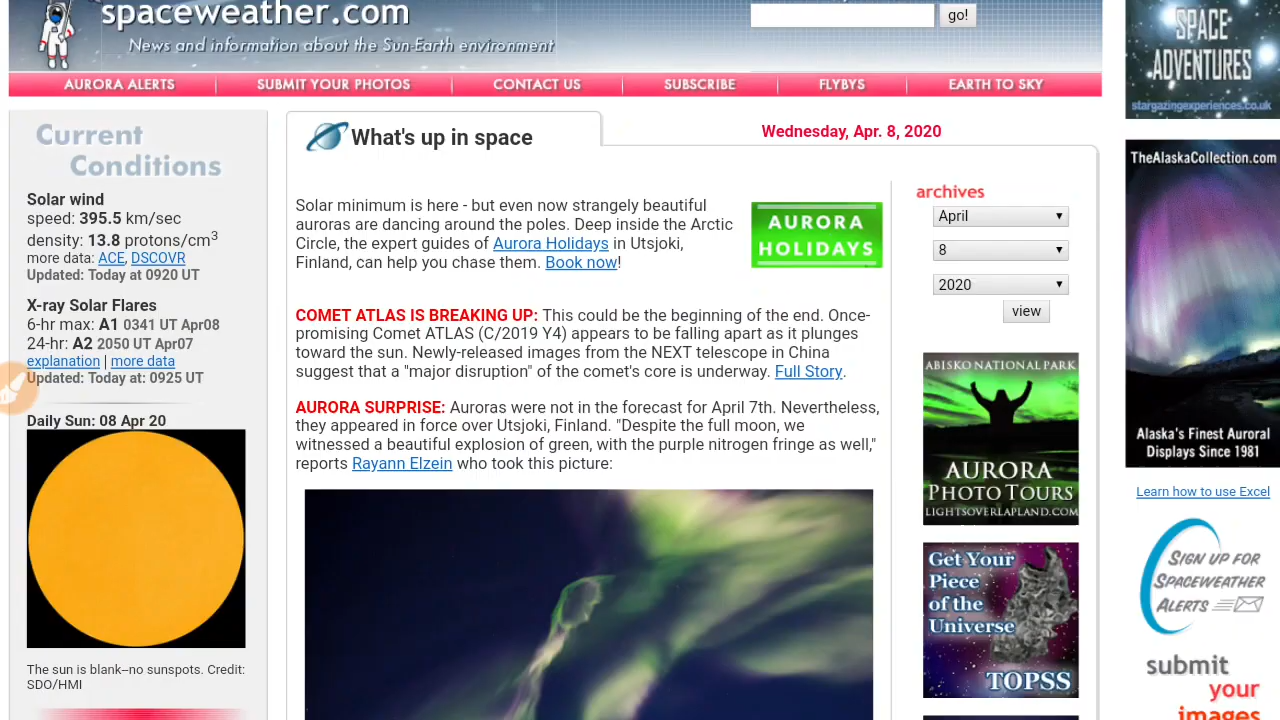 spaceweather.com
News and information about the Sun-Earth environment
go!
AURORA ALERTS
SUBMIT YOUR PHOTOS
CONTACT US
SUBSCRIBE
FLYBYS
EARTH TO SKY
Current
Conditions
Solar wind
speed: 395.5 km/sec
density: 13.8 protons/cm3
more data: ACE, DSCOVR
Updated: Today at 0920 UT
X-ray Solar Flares
6-hr max: A1 0341 UT Apr08
24-hr: A2 2050 UT Apr07
explanation | more data
Updated: Today at: 0925 UT
Daily Sun: 08 Apr 20
The sun is blank--no sunspots. Credit:
SDO/HMI
What's up in space
Wednesday, Apr. 8, 2020
Solar minimum is here - but even now strangely beautiful
auroras are dancing around the poles. Deep inside the Arctic
Circle, the expert guides of Aurora Holidays in Utsjoki,
Finland, can help you chase them. Book now!
AURORA
HOLIDAYS
COMET ATLAS IS BREAKING UP: This could be the beginning of the end. Once-
promising Comet ATLAS (C/2019 Y4) appears to be falling apart as it plunges
toward the sun. Newly-released images from the NEXT telescope in China
suggest that a "major disruption" of the comet's core is underway. Full Story.
AURORA SURPRISE: Auroras were not in the forecast for April 7th. Nevertheless,
they appeared in force over Utsjoki, Finland. "Despite the full moon, we
witnessed a beautiful explosion of green, with the purple nitrogen fringe as well,"
reports Rayann Elzein who took this picture:
archives
April
8
2020
view
ABISKO NATIONAL PARK
AURORA
PHOTO TOURS
LIGHTSOVERLAPLAND.COM
Get Your
Piece
of the
Universe
TOPSS
SPACE
ADVENTURES
stargazingexperiences.co.uk
TheAlaskaCollection.com
Alaska's Finest Auroral
Displays Since 1981
Learn how to use Excel
SIGN UP FOR
SPACEWEATHER
ALERTS
submit
your
images